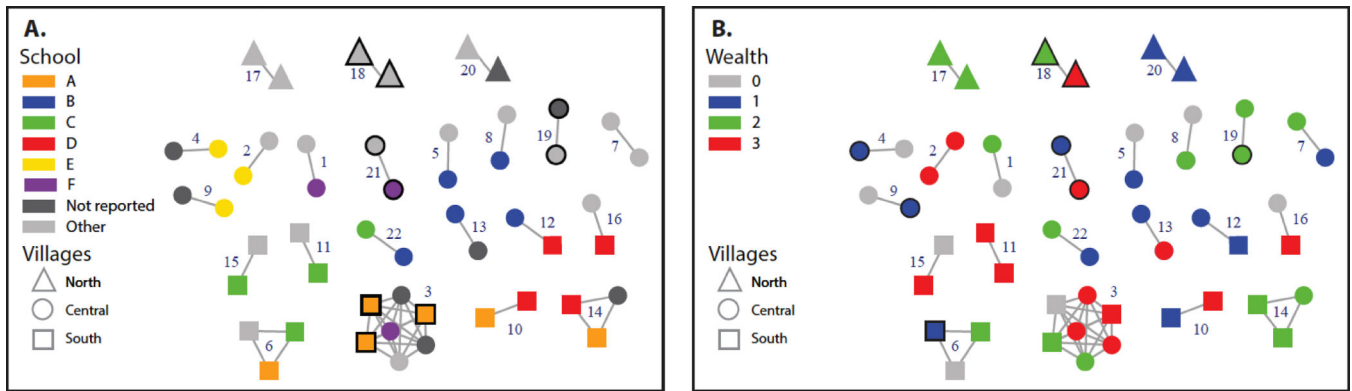 A.
School
A
B
C
D
E
F
Not reported
Other
Villages
North
Central
South
17
18
20
4
2
1
9
21
5
8
19
7
22
13
12
16
15
11
3
6
10
14
B.
Wealth
0
1
2
3
Villages
North
Central
South
17
18
20
4
2
1
9
21
5
8
19
7
22
13
12
16
15
11
3
6
10
14